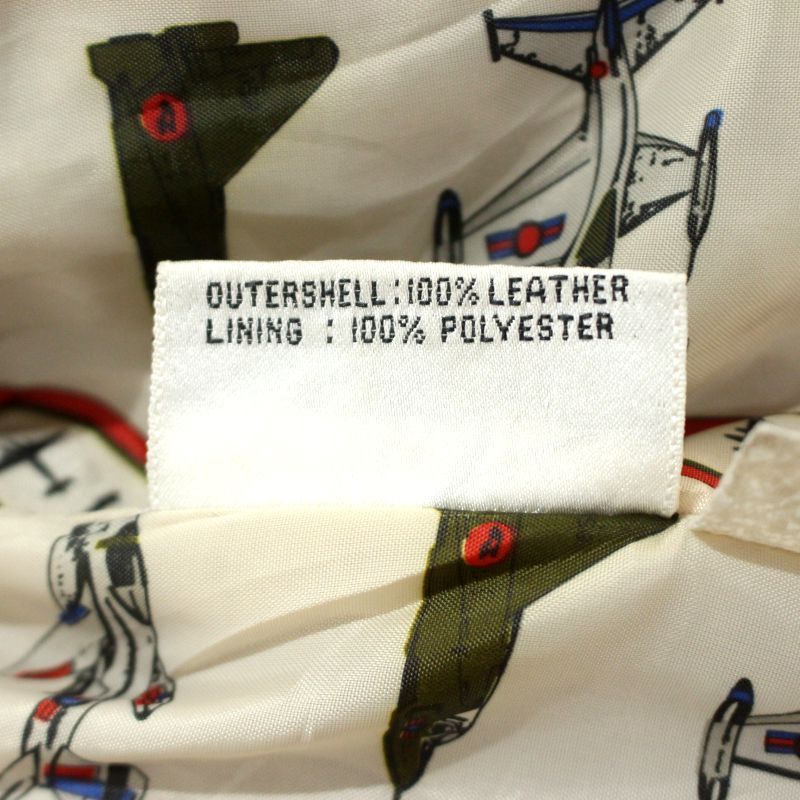 OUTERSHELL:100% LEATHER
LINING : 100% POLYESTER